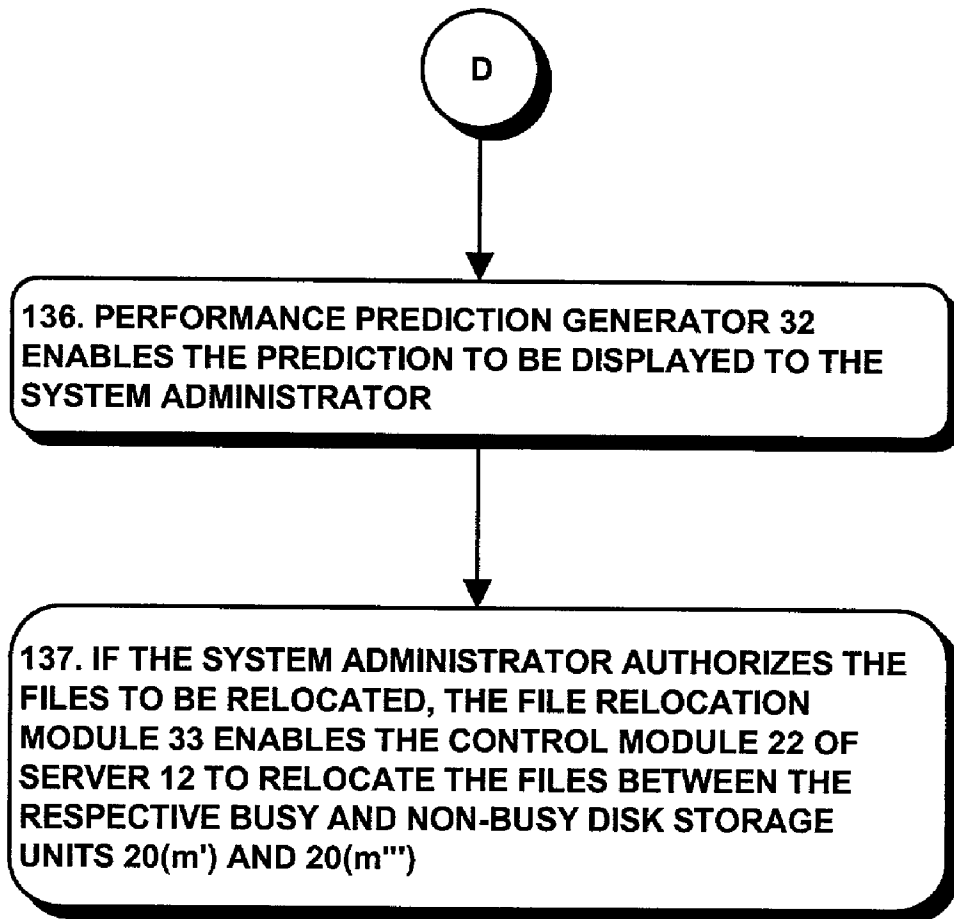 D
136. PERFORMANCE PREDICTION GENERATOR 32
ENABLES THE PREDICTION TO BE DISPLAYED TO THE
SYSTEM ADMINISTRATOR
137. IF THE SYSTEM ADMINISTRATOR AUTHORIZES THE
FILES TO BE RELOCATED, THE FILE RELOCATION
MODULE 33 ENABLES THE CONTROL MODULE 22 OF
SERVER 12 TO RELOCATE THE FILES BETWEEN THE
RESPECTIVE BUSY AND NON-BUSY DISK STORAGE
UNITS 20(m') AND 20(m"')